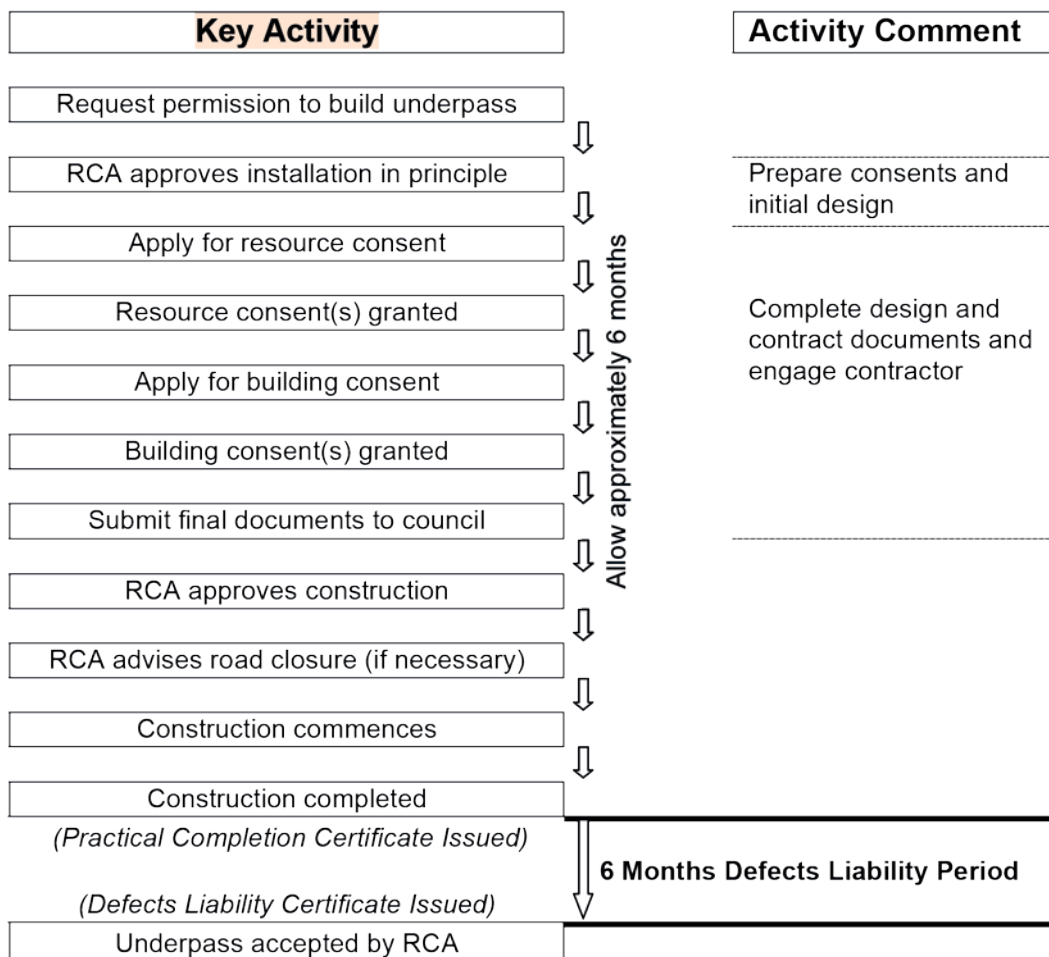 Key Activity
Activity Comment
Request permission to build underpass
RCA approves installation in principle
Prepare consents and
initial design
Apply for resource consent
Resource consent(s) granted
Complete design and
contract documents and
engage contractor
Apply for building consent
Building consent(s) granted
Submit final documents to council
Allow approximately 6 months
RCA approves construction
RCA advises road closure (if necessary)
Construction commences
Construction completed
(Practical Completion Certificate Issued)
6 Months Defects Liability Period
(Defects Liability Certificate Issued)
Underpass accepted by RCA